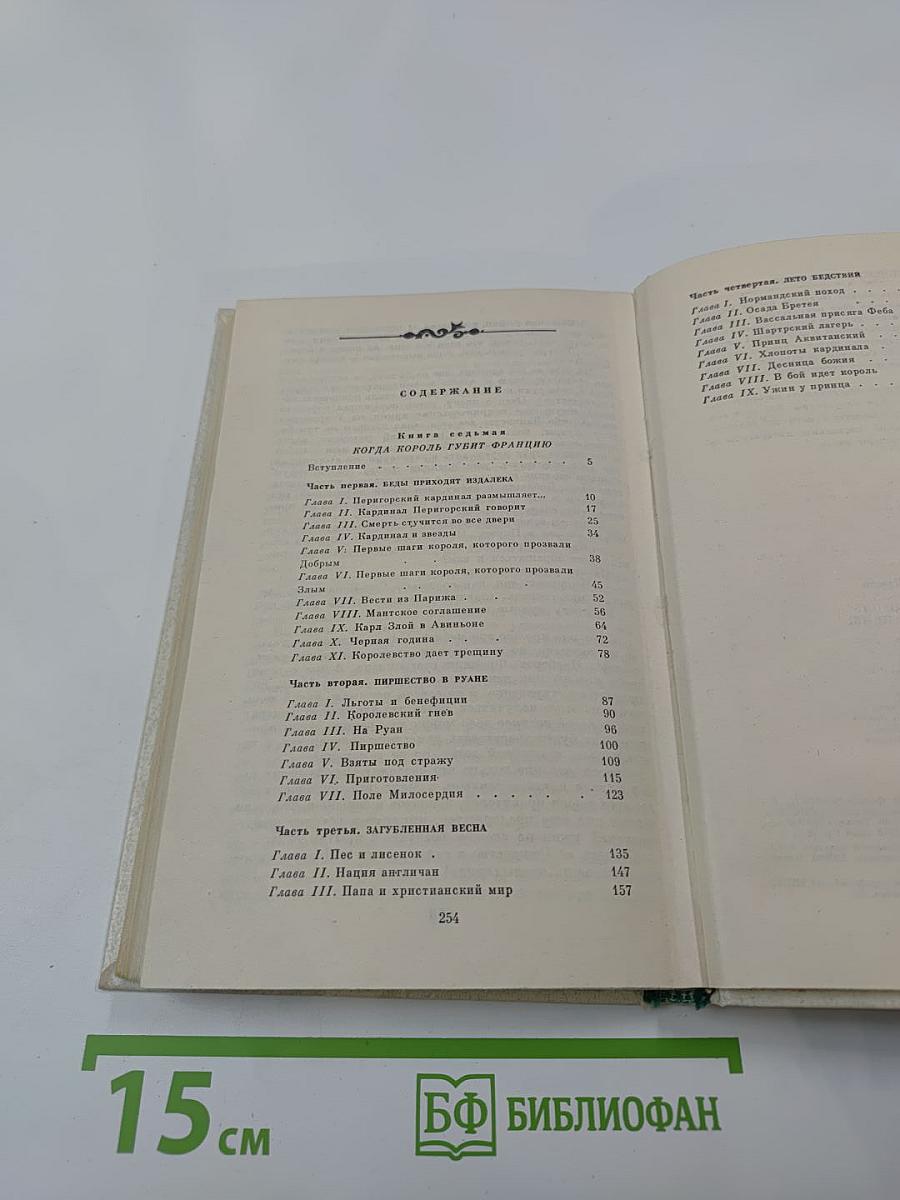 СОДЕРЖАНИЕ
Книга седьмая
КОГДА КОРОЛЬ ГУБИТ ФРАНЦИЮ
Вступление . . . . . . . . . . . . . 5
Часть первая. БЕДЫ ПРИХОДЯТ ИЗДАЛЕКА
Глава I. Перигорский кардинал размышляет... 10
Глава II. Кардинал Перигорский говорит 17
Глава III. Смерть стучится во все двери 25
Глава IV. Кардинал и звезды 34
Глава V. Первые шаги короля, которого прозвали
Добрым . . 38
Глава VI. Первые шаги короля, которого прозвали
Злым . . . 45
Глава VII. Вести из Парижа . . 52
Глава VIII. Мантское соглашение 56
Глава IX. Карл Злой в Авиньоне 64
Глава X. Черная година . . . 72
Глава XI. Королевство дает трещину 78
Часть вторая. ПИРШЕСТВО В РУАНЕ
Глава I. Льготы и бенефиции 87
Глава II. Королевский гнев 90
Глава III. На Руан 96
Глава IV. Пиршество 100
Глава V. Взяты под стражу 109
Глава VI. Приготовления 115
Глава VII. Поле Милосердия . . . . . . 123
Часть третья. ЗАГУБЛЕННАЯ ВЕСНА
Глава I. Пес и лисенок . 135
Глава II. Нация англичан 147
Глава III. Папа и христианский мир 157
254
Часть четвертая. ЛЕТО БЕДСТВИЙ
Глава I. Нормандский поход . . . .
Глава II. Осада Бретея . . .
Глава III. Вассальная присяга Феба
Глава IV. Шартрский лагерь . . .
Глава V. Принц Аквитанский . .
Глава VI. Хлопоты кардинала .
Глава VII. Десница божия . .
Глава VIII. В бой идет король
Глава IX. Ужин у принца . . .
15 см
БФ БИБЛИОФАН